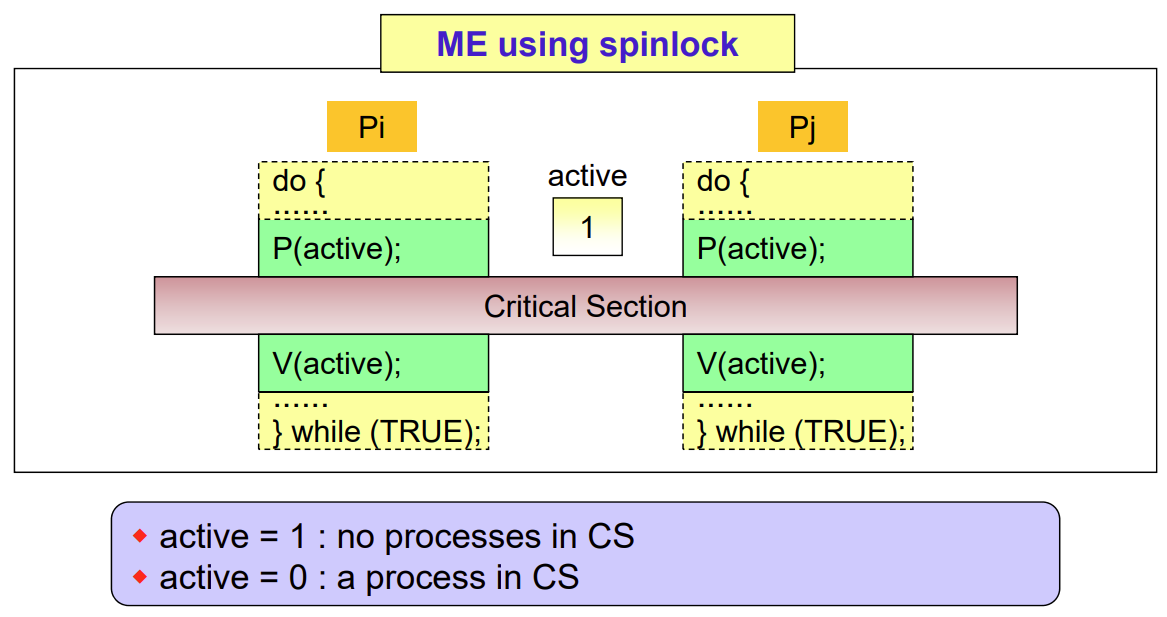 ME using spinlock
Pi
Pj
active
1
do {
......
P(active);
do {
......
P(active);
Critical Section
V(active);
......
} while (TRUE);
V(active);
......
} while (TRUE);
active = 1 : no processes in CS
active = 0 : a process in CS